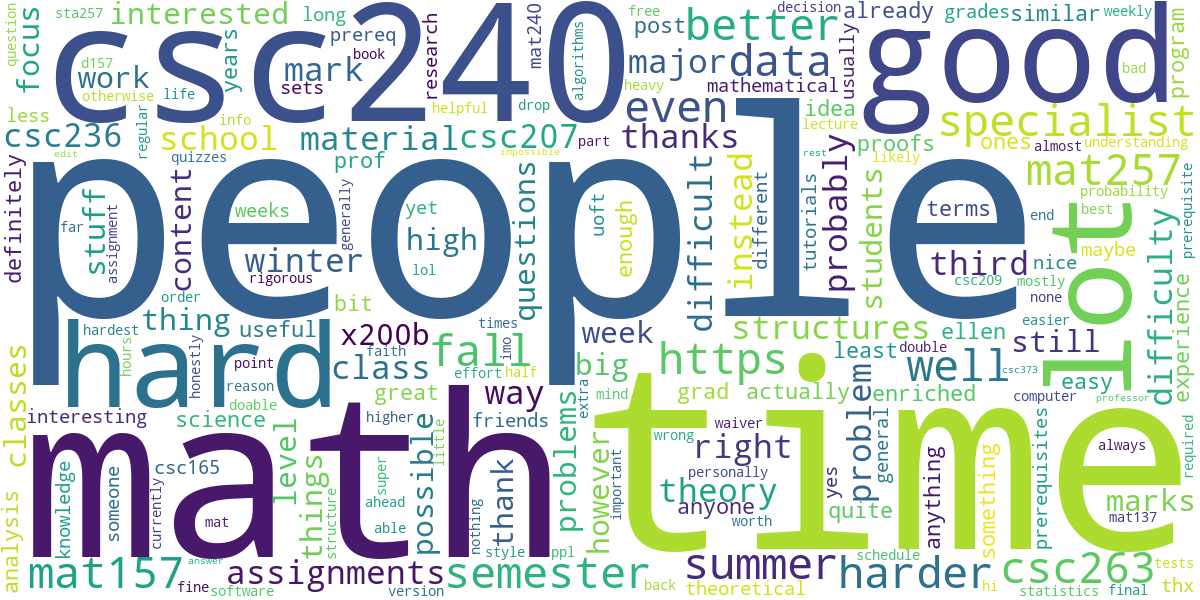 question
sta257
interested
long
years
prereq
book
research
mat240
algorithms
free
post
better
decision
usually
already
grades
similar
weekly
program
focus
csc240
good
d157
work
otherwise
life
mark
sets
helpful
drop
heavy
major
data
mathematical
idea
lecture
bad
less
info
even
specialist
csc236
regular
school
material
csc207
part
thanks
probably
proofs
ones
almost
understanding
edit
quizzes
prof
impossible
rest
likely
mat257
definitely
stuff
content
people
difficult
instead
different
tutorials
students
probability
prerequisite
far
assignment
weeks
generally
yet
high
questions
uoft
enough
terms
end
best
lot
difficulty
winter
lol
rigorous
third
nice
maybe
csc209
mostly
none
experience
order
thing
bit
useful
hard
hardest
x200b
times
fall
imo
week
structures
ellen
still
easier
classes
hours
honestly
point
reason
doable
faith
class
effort
half
big
https
least
double
well
csc373
easy
computer
interesting
science
great
way
higher
friends
extra
mind
grad
actually
enriched
professor
math
time
level
possible
little
problems
however
important
wrong
waiver
right
personally
yes
problem
general
always
required
analysis
knowledge
someone
csc165
currently
things
structure
super
ahead
able
nothing
thank
theory
anyone
worth
quite
anything
something
prerequisites
marks
mat137
mat
mat157
answer
fine
software
assignments
version
semester
style
ppl
back
summer
theoretical
schedule
harder
hi
csc263
statistics
final
tests
thx